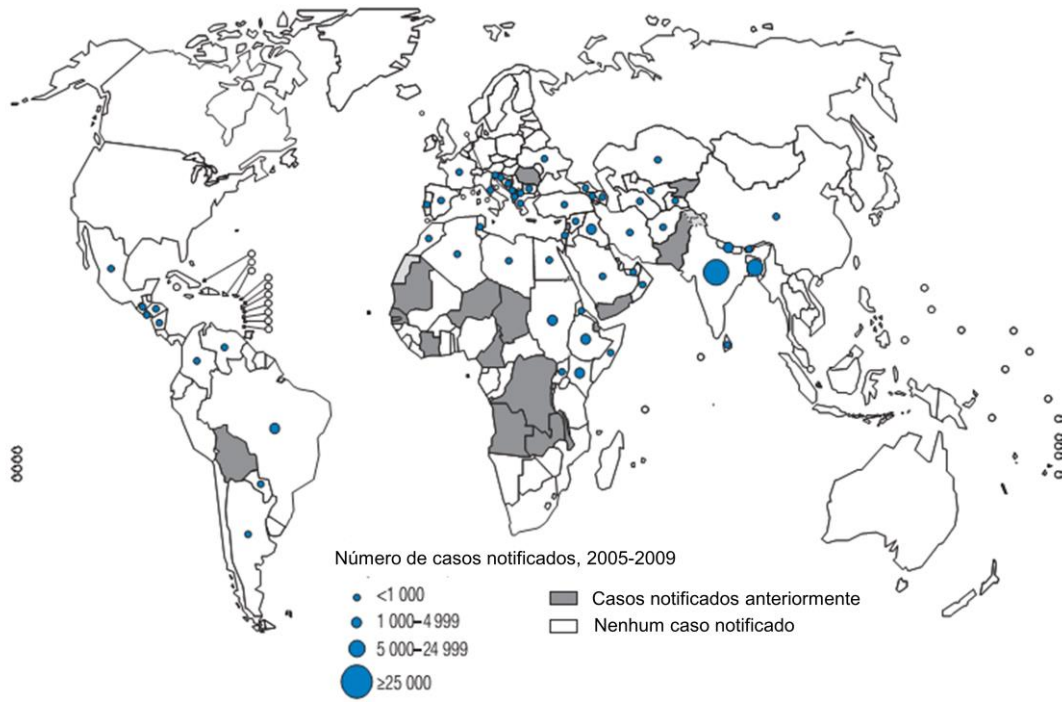 Número de casos notificados, 2005-2009
<1 000
1 000–4 999
5 000–24 999
≥25 000
Casos notificados anteriormente
Nenhum caso notificado